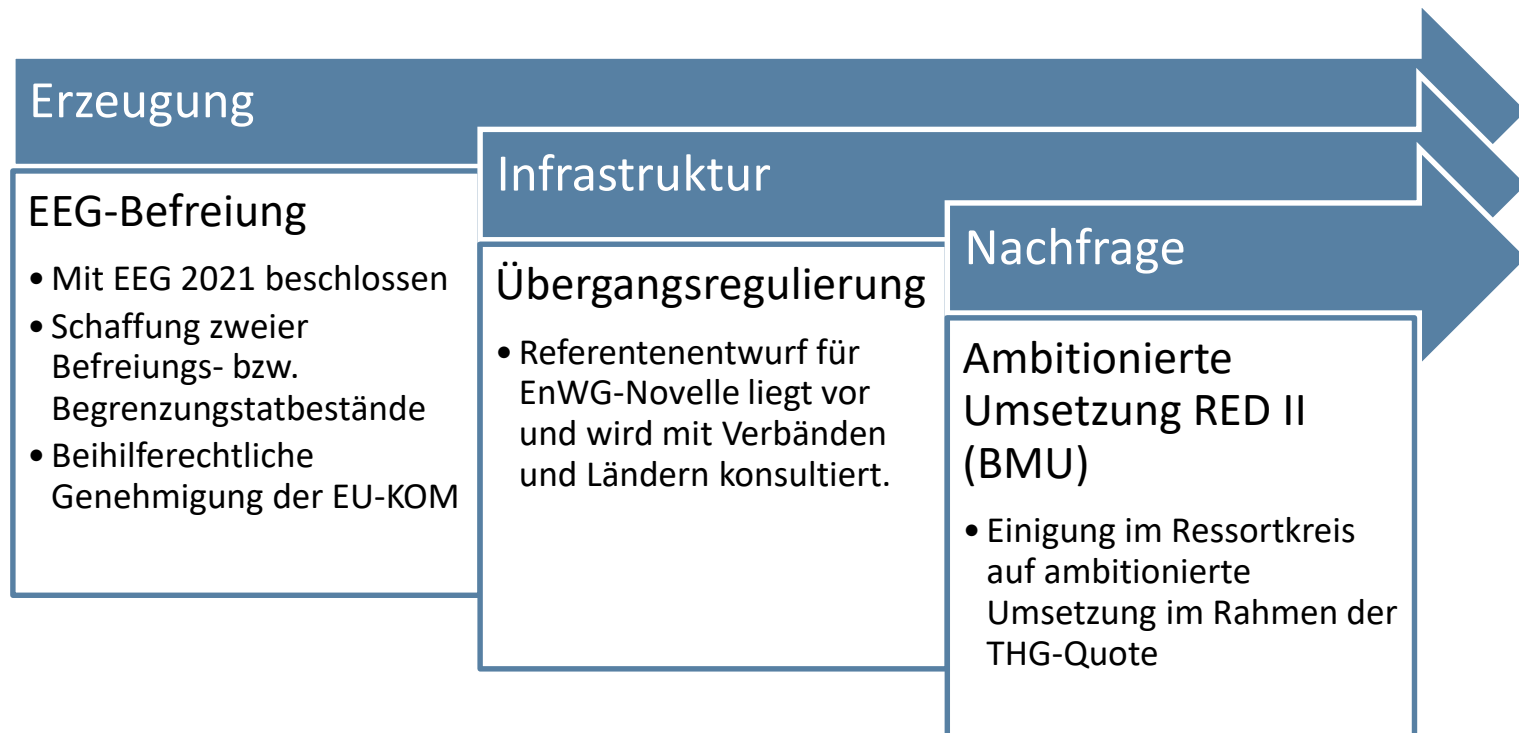 Erzeugung
EEG-Befreiung
• Mit EEG 2021 beschlossen
• Schaffung zweier
Befreiungs- bzw.
Begrenzungstatbestände
• Beihilferechtliche
Genehmigung der EU-KOM
Infrastruktur
Übergangsregulierung
• Referentenentwurf für
EnWG-Novelle liegt vor
und wird mit Verbänden
und Ländern konsultiert.
Nachfrage
Ambitionierte
Umsetzung RED II
(BMU)
• Einigung im Ressortkreis
auf ambitionierte
Umsetzung im Rahmen der
THG-Quote